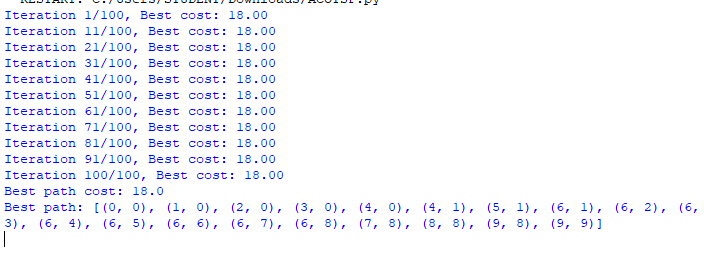 RESTART: C:/Users/STUDENT/Downloads/ACOTSP.py
Iteration 1/100, Best cost: 18.00
Iteration 11/100, Best cost: 18.00
Iteration 21/100, Best cost: 18.00
Iteration 31/100, Best cost: 18.00
Iteration 41/100, Best cost: 18.00
Iteration 51/100, Best cost: 18.00
Iteration 61/100, Best cost: 18.00
Iteration 71/100, Best cost: 18.00
Iteration 81/100, Best cost: 18.00
Iteration 91/100, Best cost: 18.00
Iteration 100/100, Best cost: 18.00
Best path cost: 18.0
Best path: [(0, 0), (1, 0), (2, 0), (3, 0), (4, 0), (4, 1), (5, 1), (6, 1), (6, 2), (6,
3), (6, 4), (6, 5), (6, 6), (6, 7), (6, 8), (7, 8), (8, 8), (9, 8), (9, 9)]